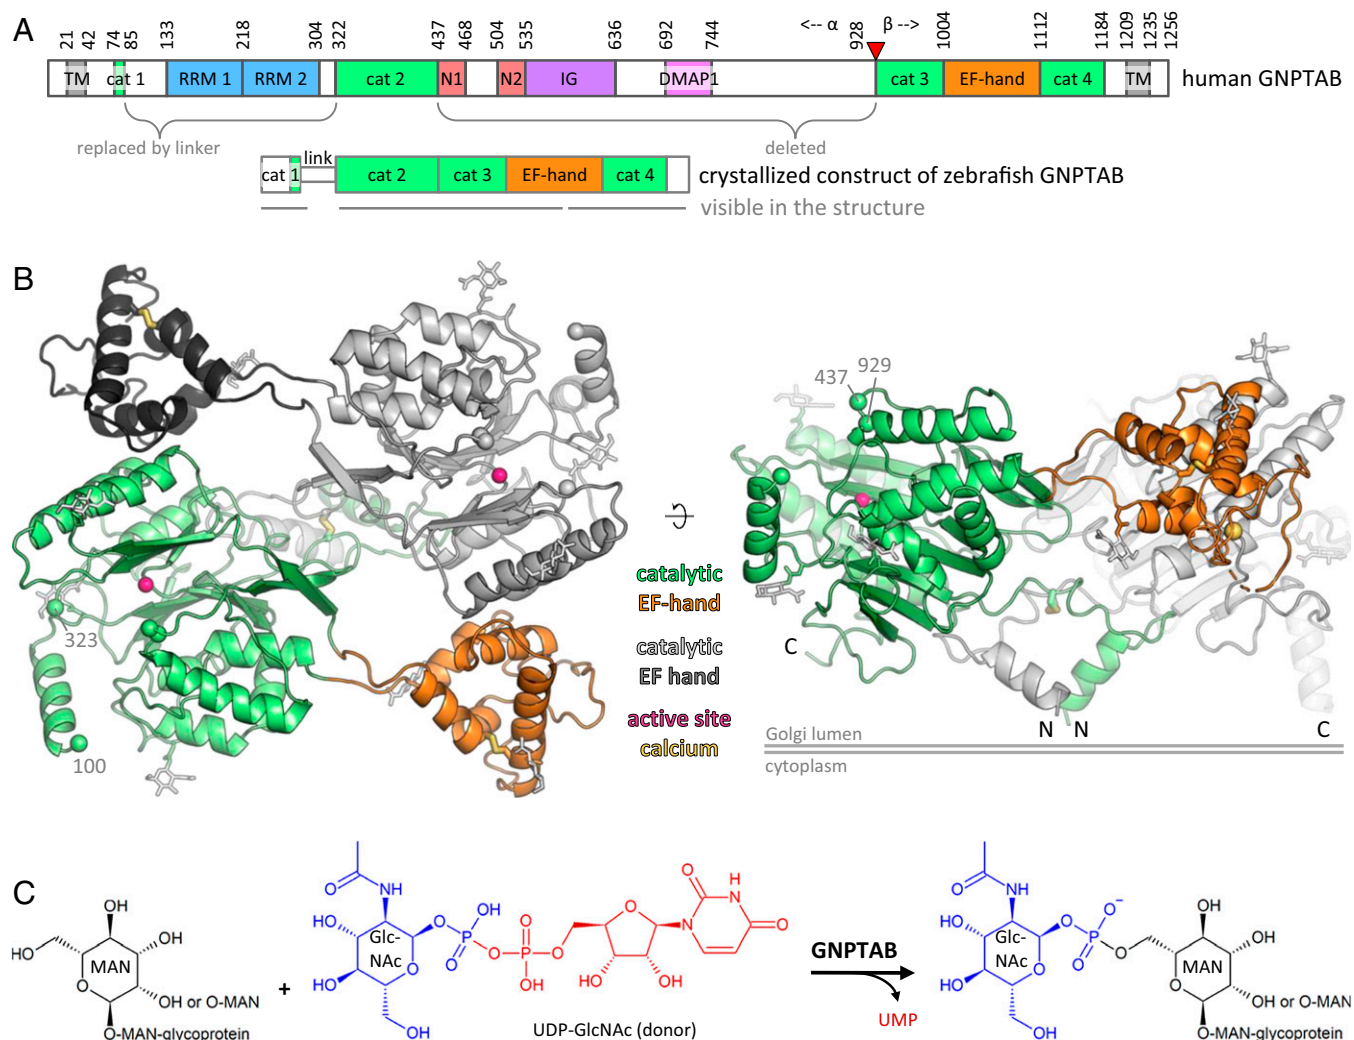 A
21 42 74 85 133 218 304 322 437 468 504 535 636 692 744 <-- α 928 β --> 1004 1112 1184 1209 1235 1256
TM cat 1 RRM 1 RRM 2 cat 2 N1 N2 IG DMAP1 cat 3 EF-hand cat 4 TM human GNPTAB
replaced by linker deleted
link
cat 1 cat 2 cat 3 EF-hand cat 4 crystallized construct of zebrafish GNPTAB
visible in the structure
B
929
437
323
100
catalytic
EF-hand
catalytic
EF hand
active site
calcium
C
N N C
Golgi lumen
cytoplasm
C
OH
HO
OH
MAN
O
OH or O-MAN
O-MAN-glycoprotein
+
O
NH
HO
Glc-
NAc
HO
O
OH
O
OH
P
O
O
O
P
OH
O
O
HO
OH
N
O
NH
O
UDP-GlcNAc (donor)
GNPTAB
UMP
O
NH
HO
Glc-
NAc
HO
O
OH
O
O⁻
P
O
O
OH
OH
MAN
O
OH or O-MAN
O-MAN-glycoprotein